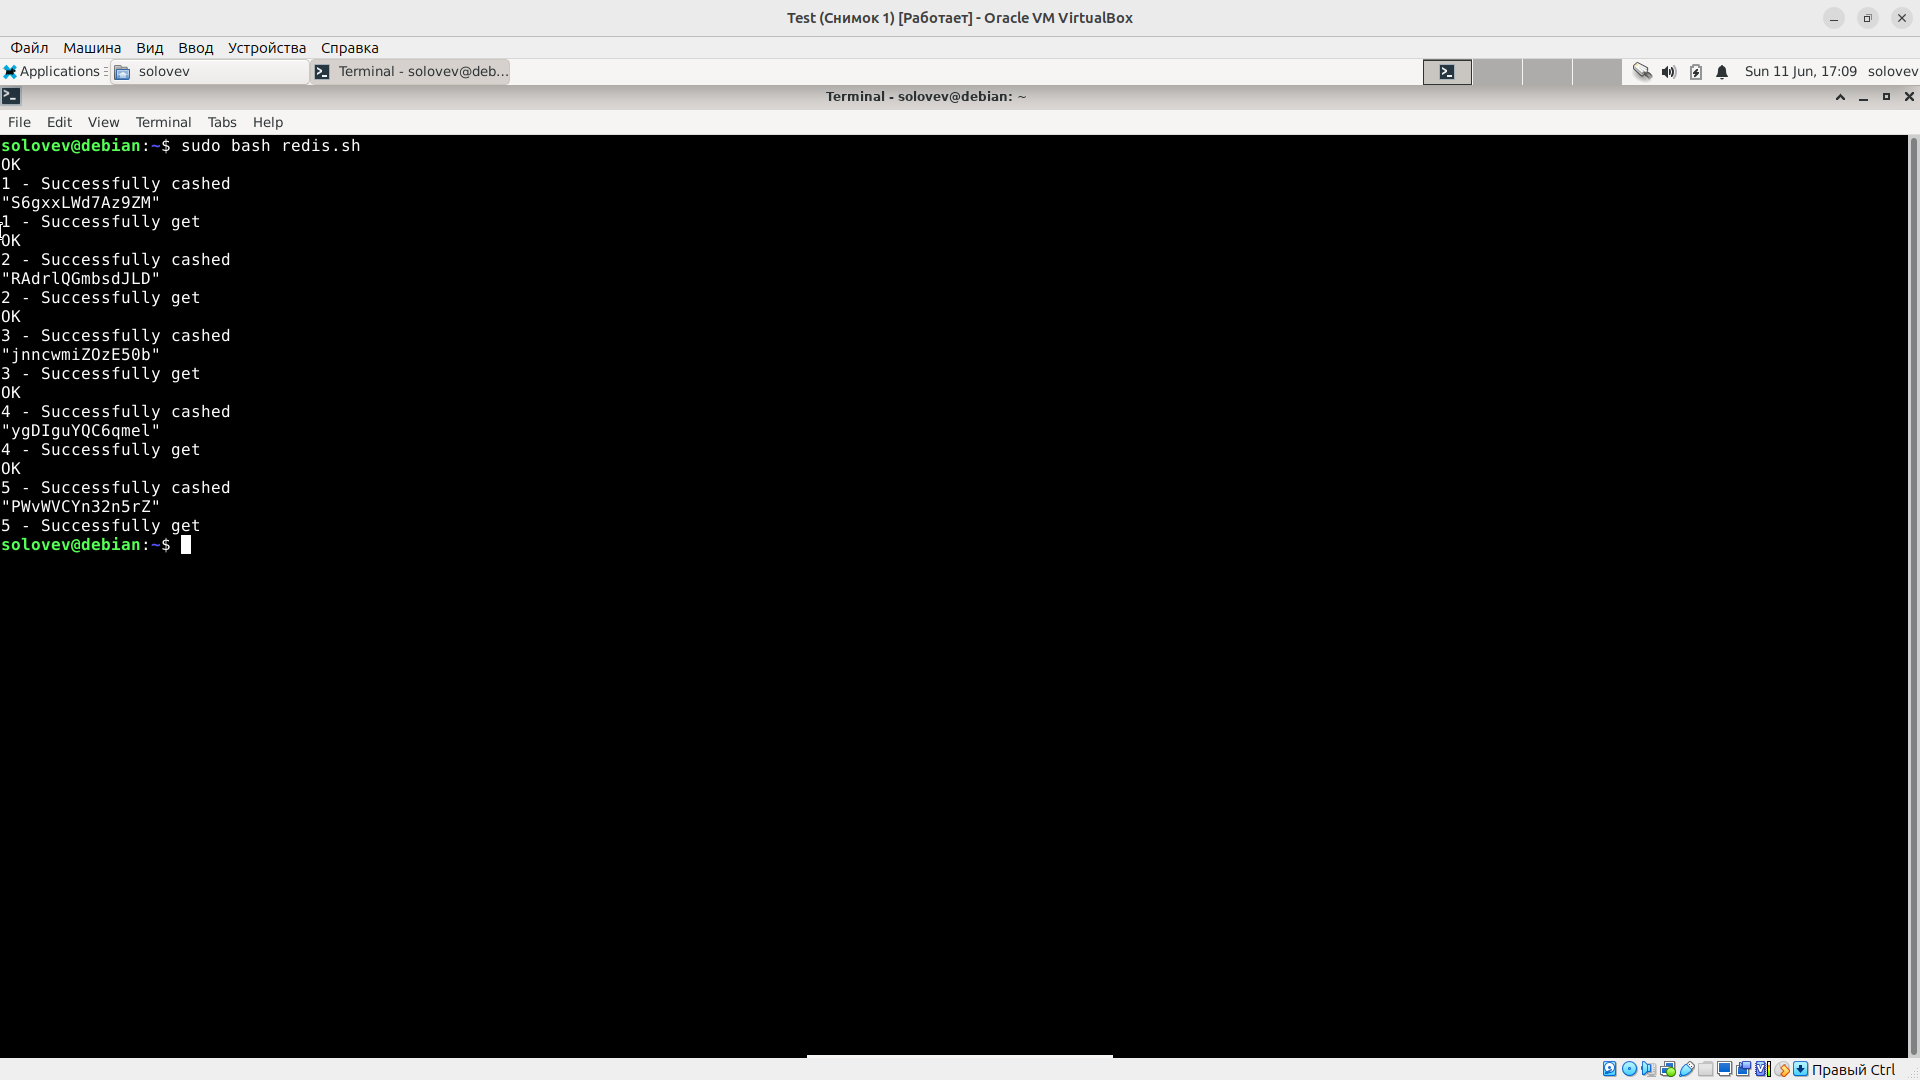 Test (Снимок 1) [Работает] - Oracle VM VirtualBox
Файл Машина Вид Ввод Устройства Справка
Applications solovev Terminal - solovev@deb... Sun 11 Jun, 17:09 solovev
Terminal - solovev@debian: ~
File Edit View Terminal Tabs Help
solovev@debian:~$ sudo bash redis.sh
OK
1 - Successfully cashed
"S6gxxLWd7Az9ZM"
1 - Successfully get
OK
2 - Successfully cashed
"RAdrlQGmbsdJLD"
2 - Successfully get
OK
3 - Successfully cashed
"jnncwmiZOzE50b"
3 - Successfully get
OK
4 - Successfully cashed
"ygDIguYQC6qmel"
4 - Successfully get
OK
5 - Successfully cashed
"PWvWVCYn32n5rZ"
5 - Successfully get
solovev@debian:~$
Правый Ctrl